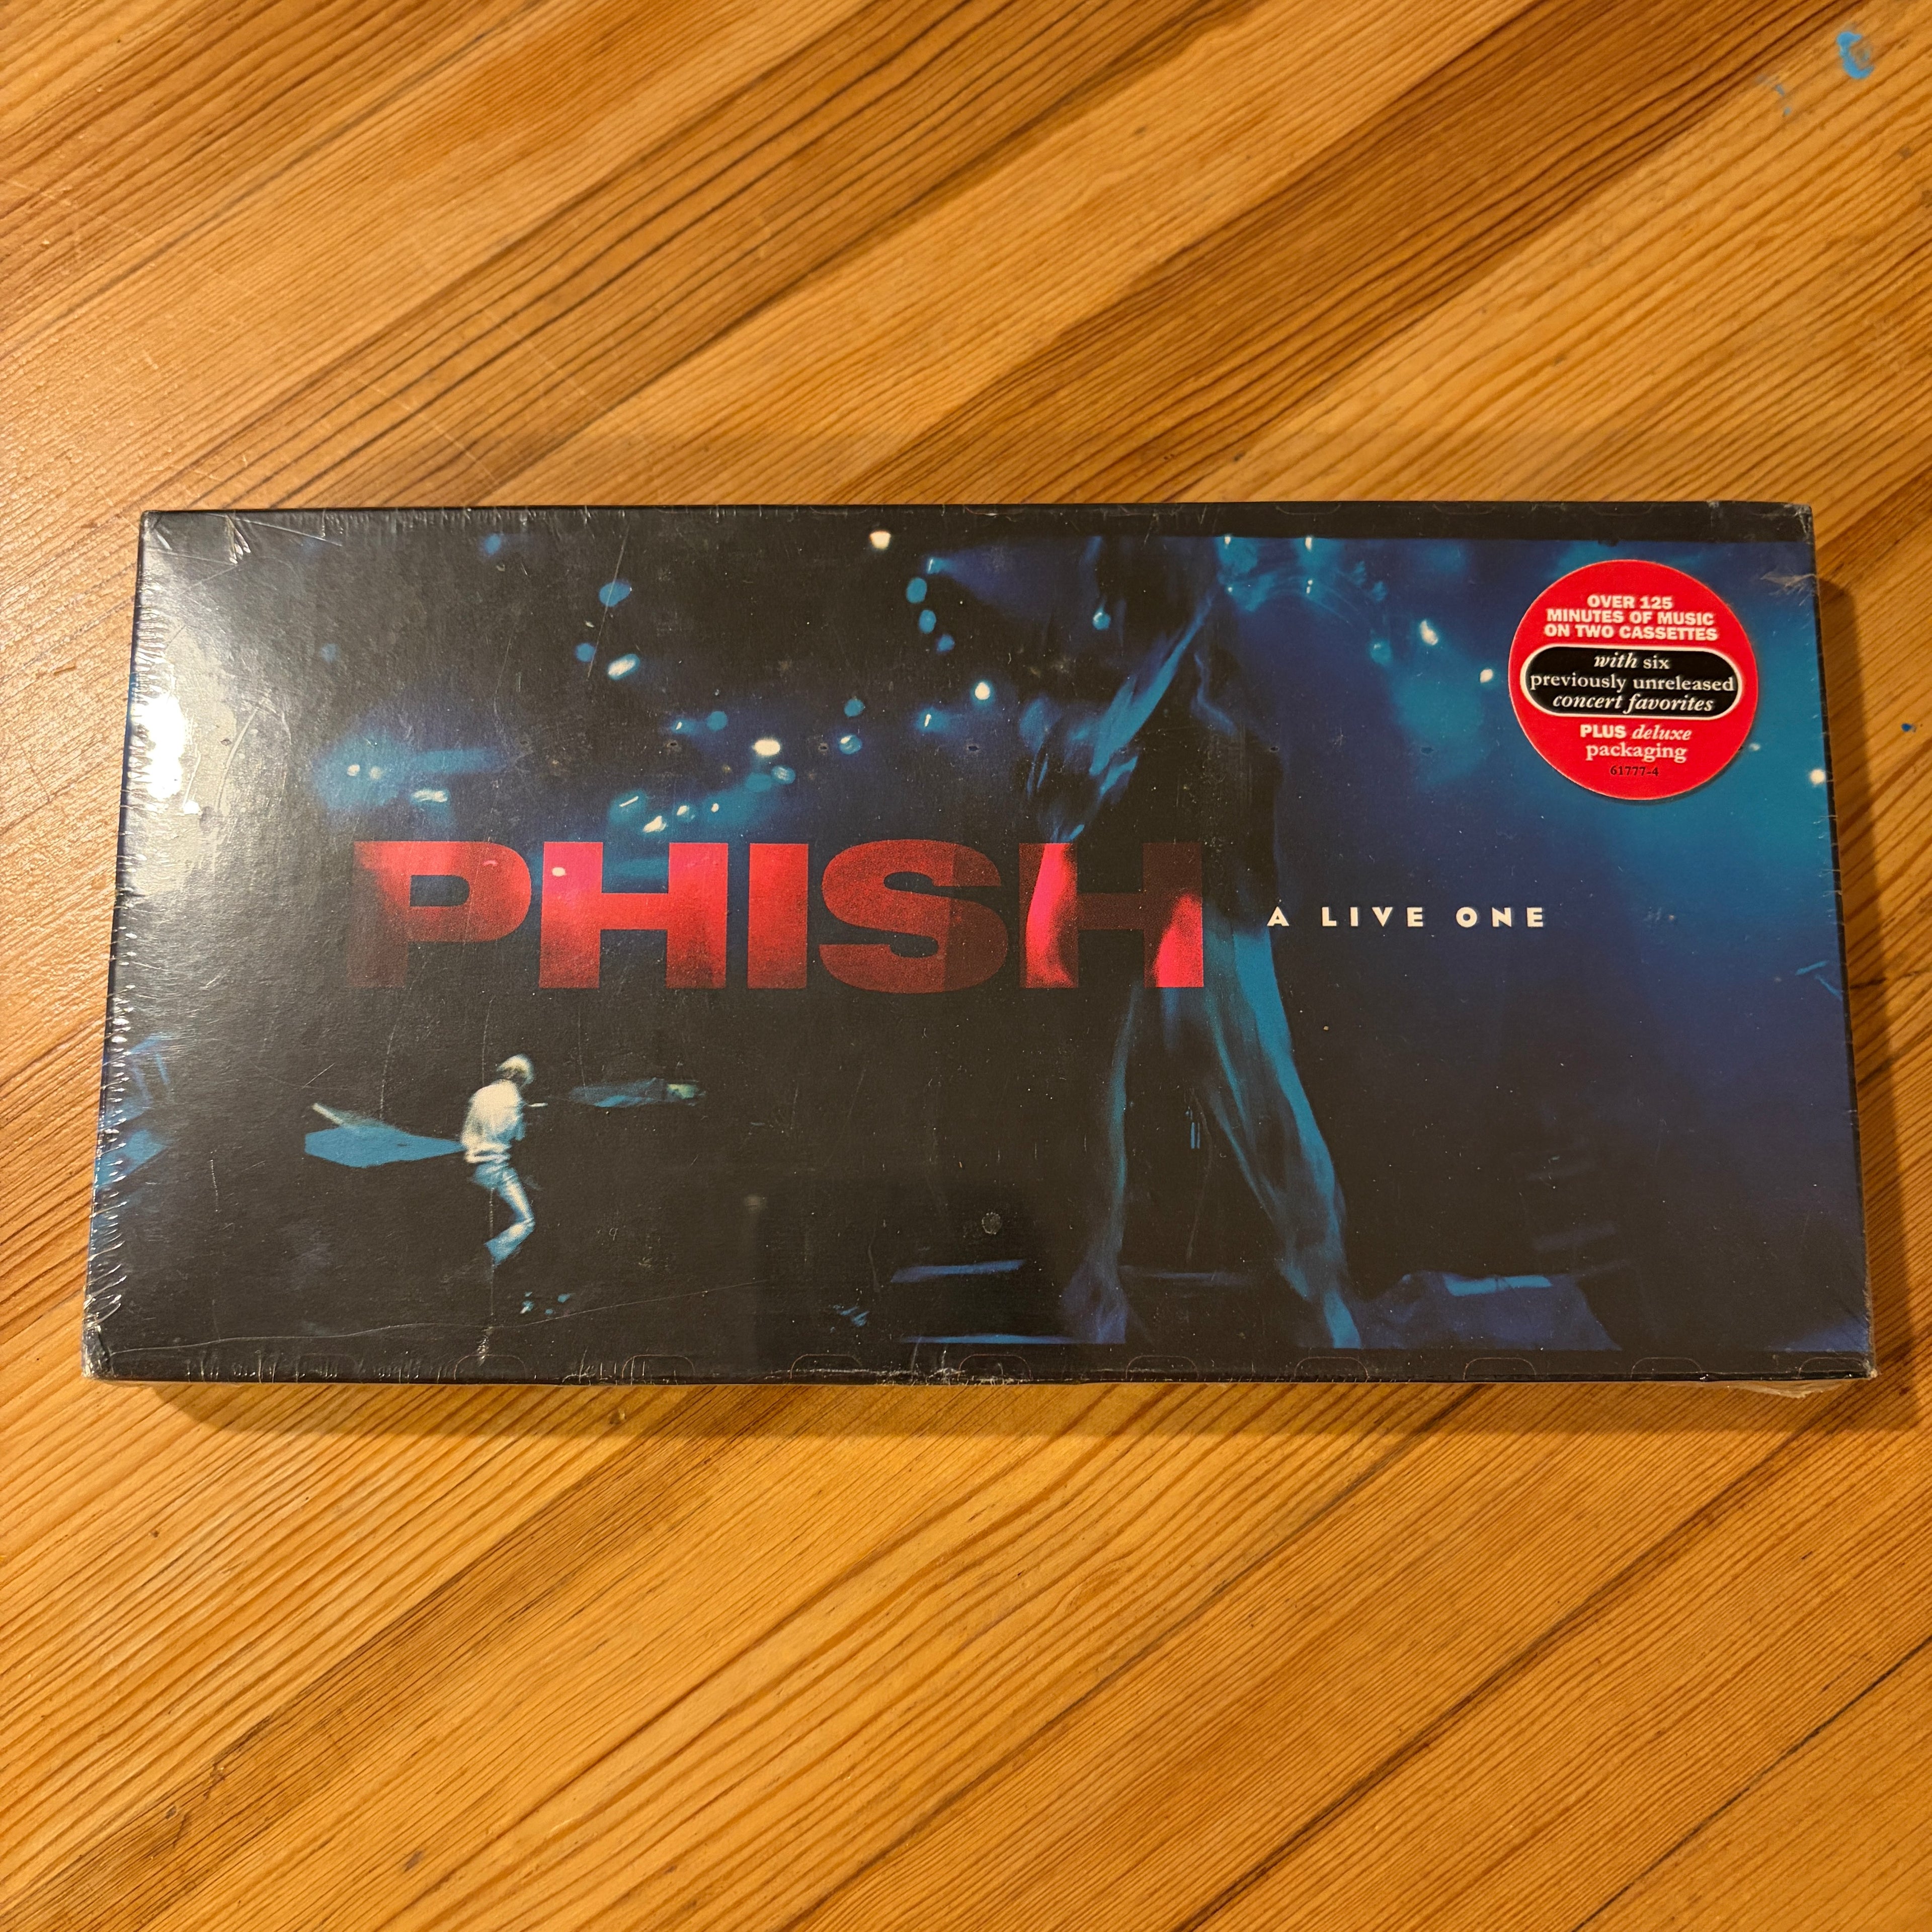 OVER 125
MINUTES OF MUSIC
ON TWO CASSETTES
with six
previously unreleased
concert favorites
PLUS deluxe
packaging
61777-4
PHISH
A LIVE ONE